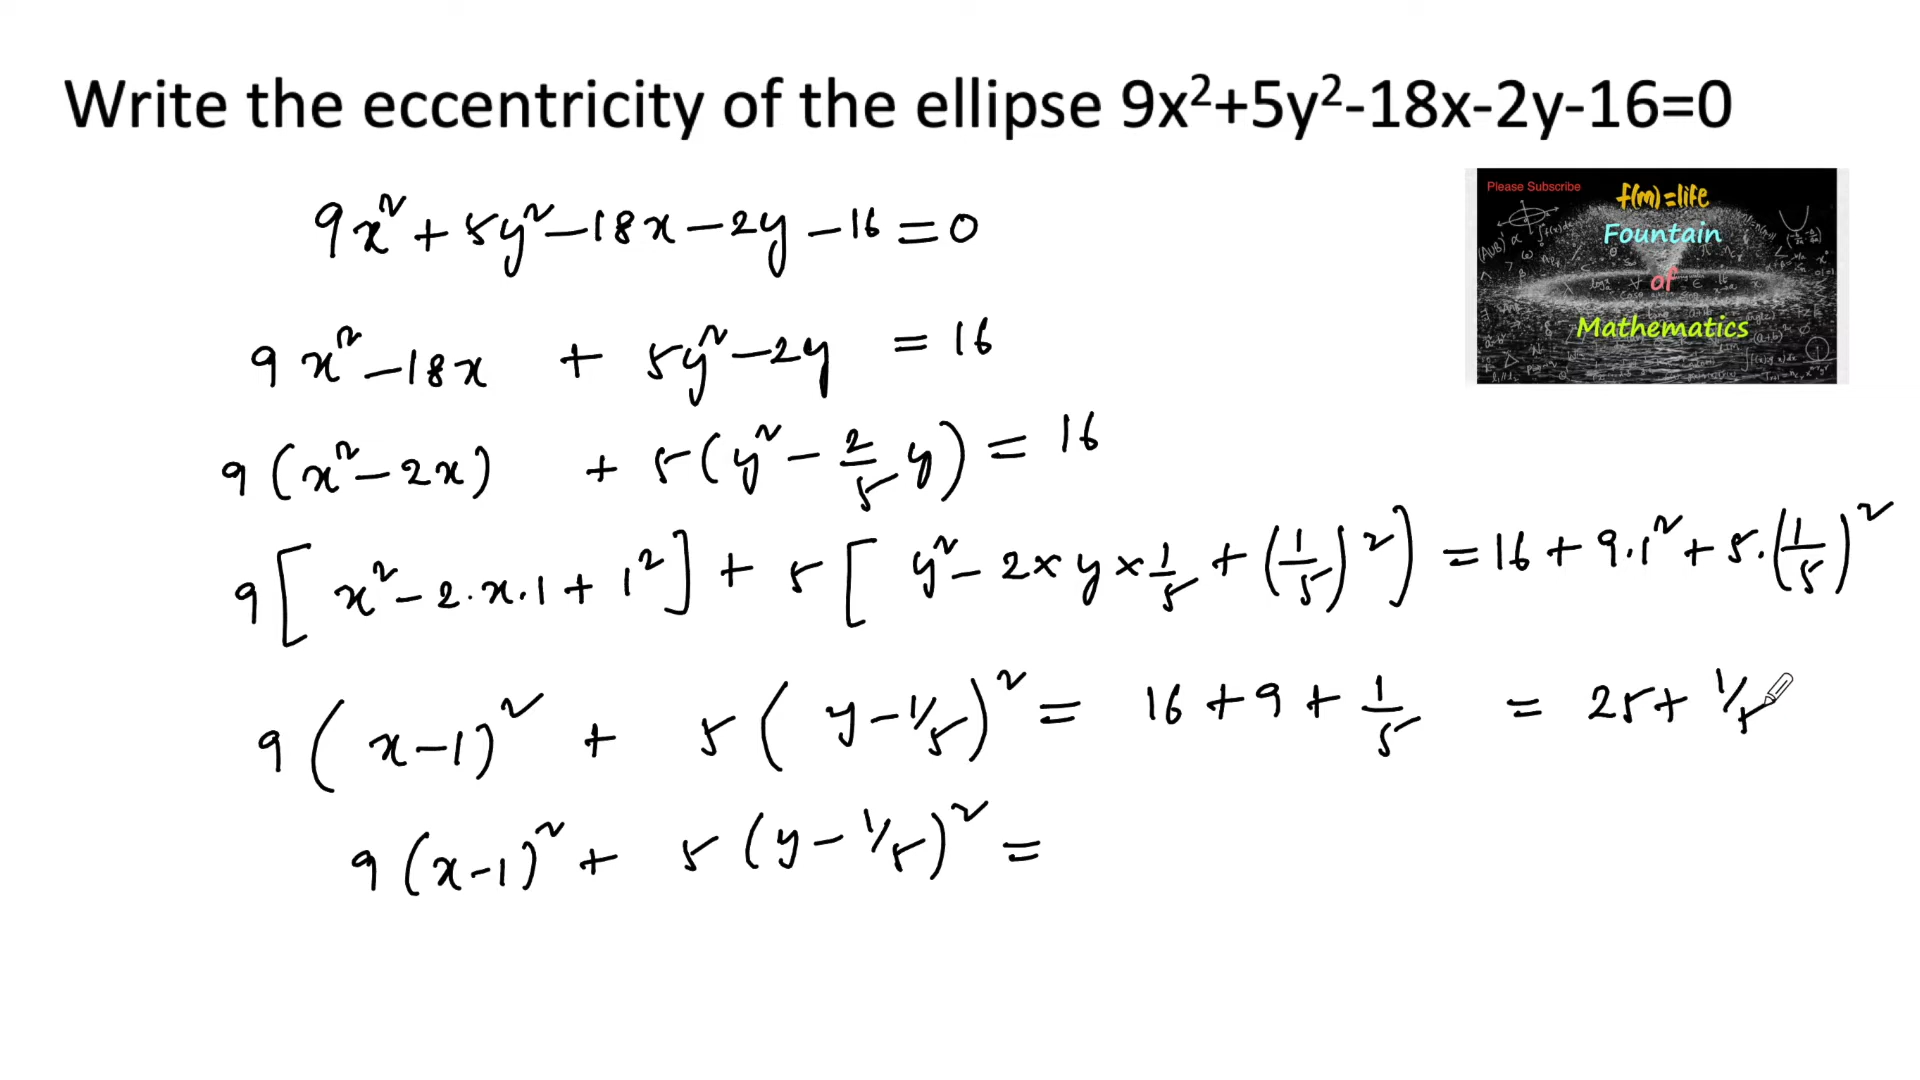 Write the eccentricity of the ellipse 9x²+5y²-18x-2y-16=0
9x² + 5y² - 18x - 2y - 16 = 0
Please Subscribe
f(m)=life
Fountain
of
Mathematics
9x² - 18x + 5y² - 2y = 16
9(x² - 2x) + 5(y² - 2/5 y) = 16
9[x² - 2.x.1 + 1²] + 5[y² - 2×y×1/5 + (1/5)²] = 16 + 9.1² + 5.(1/5)²
9(x-1)² + 5(y - 1/5)² = 16 + 9 + 1/5 = 25 + 1/5
9(x-1)² + 5(y - 1/5)² =